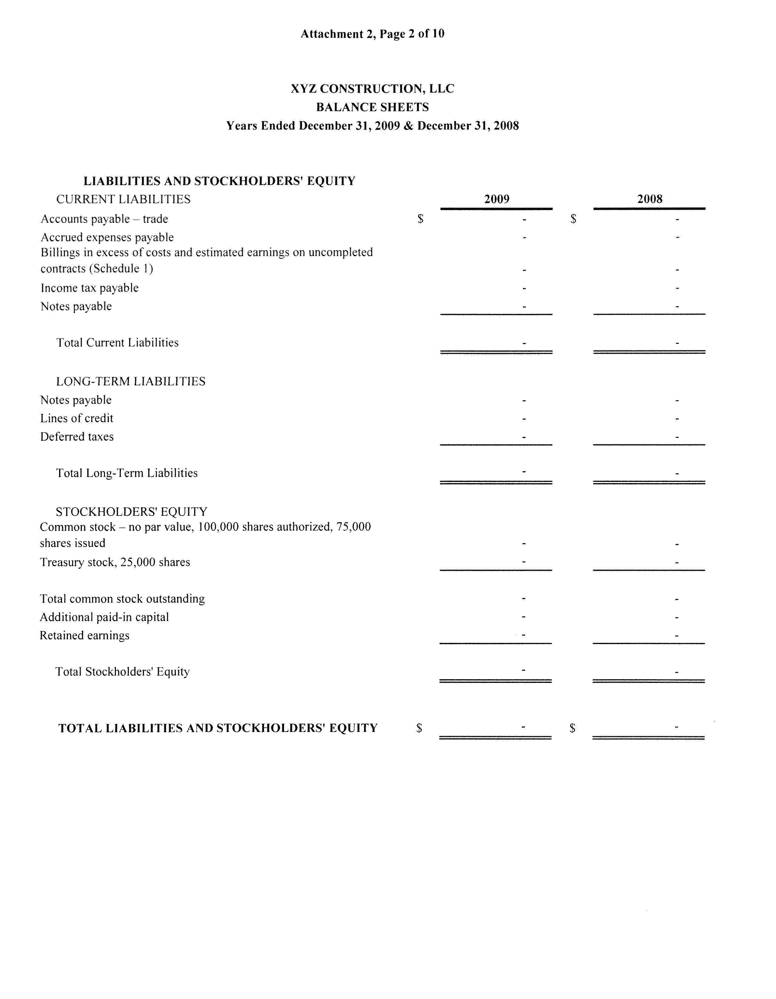 Attachment 2, Page 2 of 10
XYZ CONSTRUCTION, LLC
BALANCE SHEETS
Years Ended December 31, 2009 & December 31, 2008
LIABILITIES AND STOCKHOLDERS' EQUITY
CURRENT LIABILITIES 2009 2008
Accounts payable – trade $ - $ -
Accrued expenses payable - -
Billings in excess of costs and estimated earnings on uncompleted
contracts (Schedule 1) - -
Income tax payable - -
Notes payable - -
Total Current Liabilities - -
LONG-TERM LIABILITIES
Notes payable - -
Lines of credit - -
Deferred taxes - -
Total Long-Term Liabilities - -
STOCKHOLDERS' EQUITY
Common stock – no par value, 100,000 shares authorized, 75,000
shares issued - -
Treasury stock, 25,000 shares - -
Total common stock outstanding - -
Additional paid-in capital - -
Retained earnings - -
Total Stockholders' Equity - -
TOTAL LIABILITIES AND STOCKHOLDERS' EQUITY $ - $ -